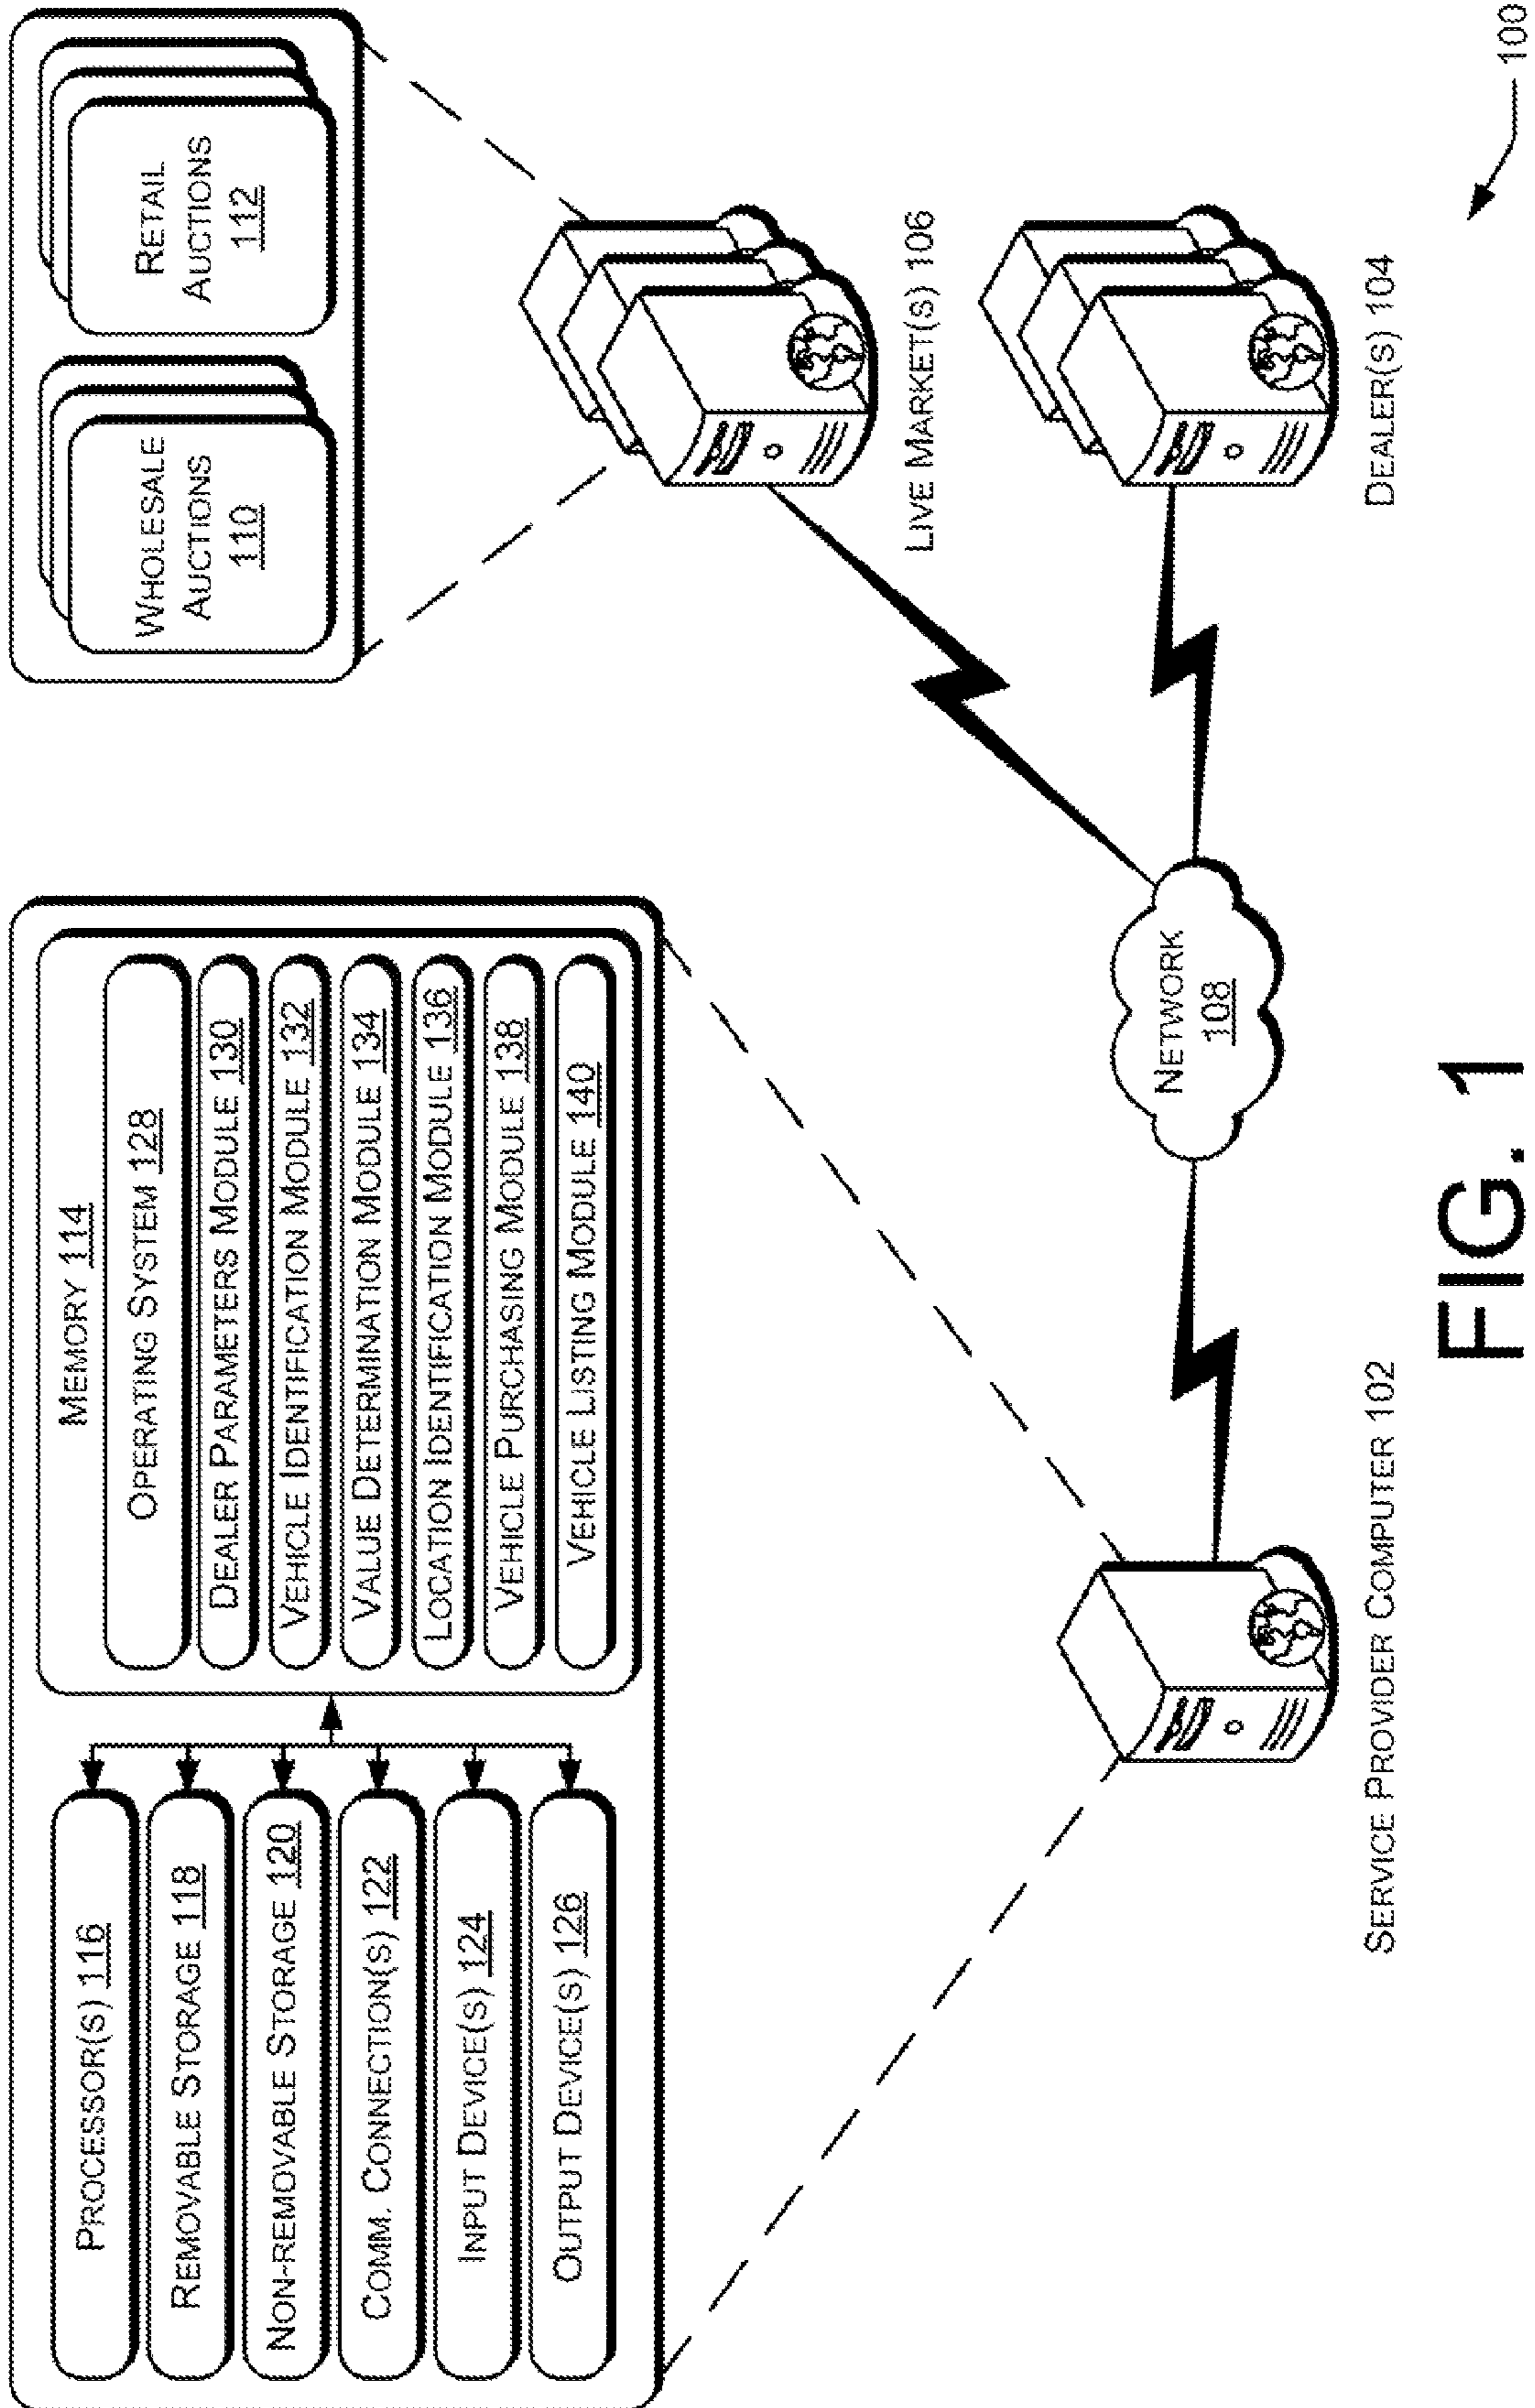 PROCESSOR(S) 116
REMOVABLE STORAGE 118
NON-REMOVABLE STORAGE 120
COMM. CONNECTION(S) 122
INPUT DEVICE(S) 124
OUTPUT DEVICE(S) 126
MEMORY 114
OPERATING SYSTEM 128
DEALER PARAMETERS MODULE 130
VEHICLE IDENTIFICATION MODULE 132
VALUE DETERMINATION MODULE 134
LOCATION IDENTIFICATION MODULE 136
VEHICLE PURCHASING MODULE 138
VEHICLE LISTING MODULE 140
WHOLESALE
AUCTIONS
110
RETAIL
AUCTIONS
112
LIVE MARKET(S) 106
NETWORK
108
SERVICE PROVIDER COMPUTER 102
DEALER(S) 104
FIG. 1
100